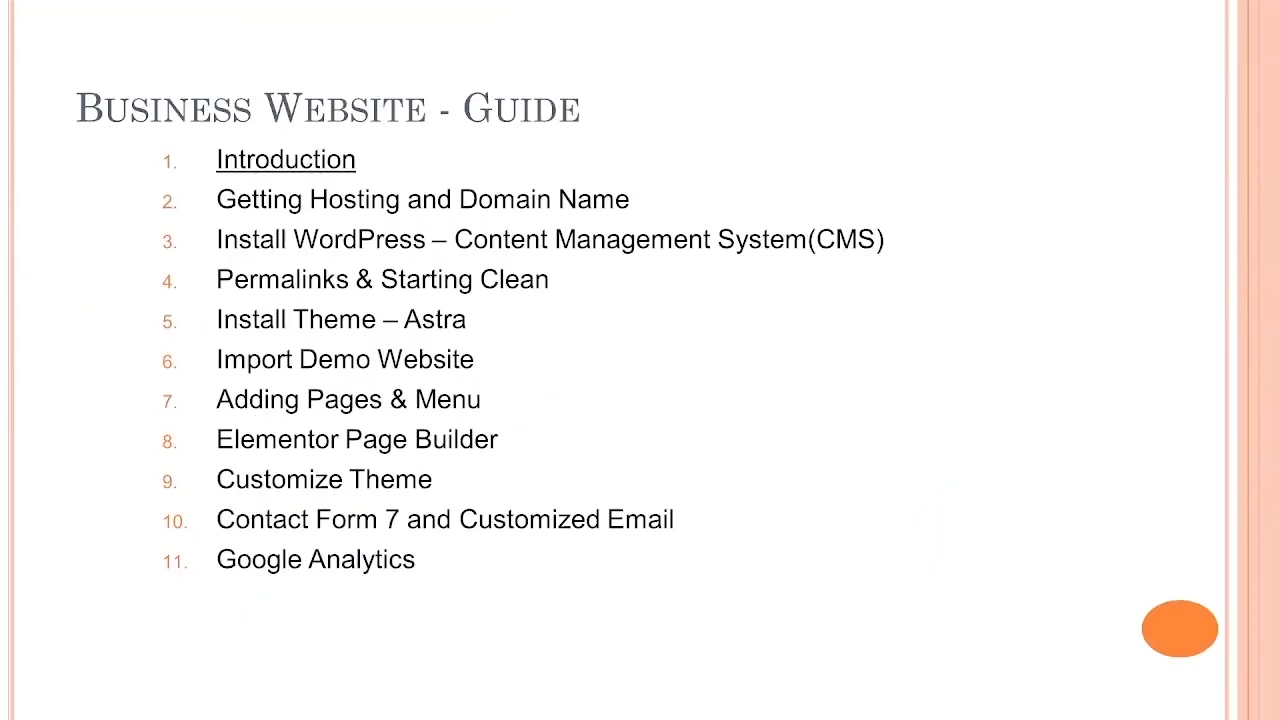 Business Website - Guide
1. Introduction
2. Getting Hosting and Domain Name
3. Install WordPress – Content Management System(CMS)
4. Permalinks & Starting Clean
5. Install Theme – Astra
6. Import Demo Website
7. Adding Pages & Menu
8. Elementor Page Builder
9. Customize Theme
10. Contact Form 7 and Customized Email
11. Google Analytics